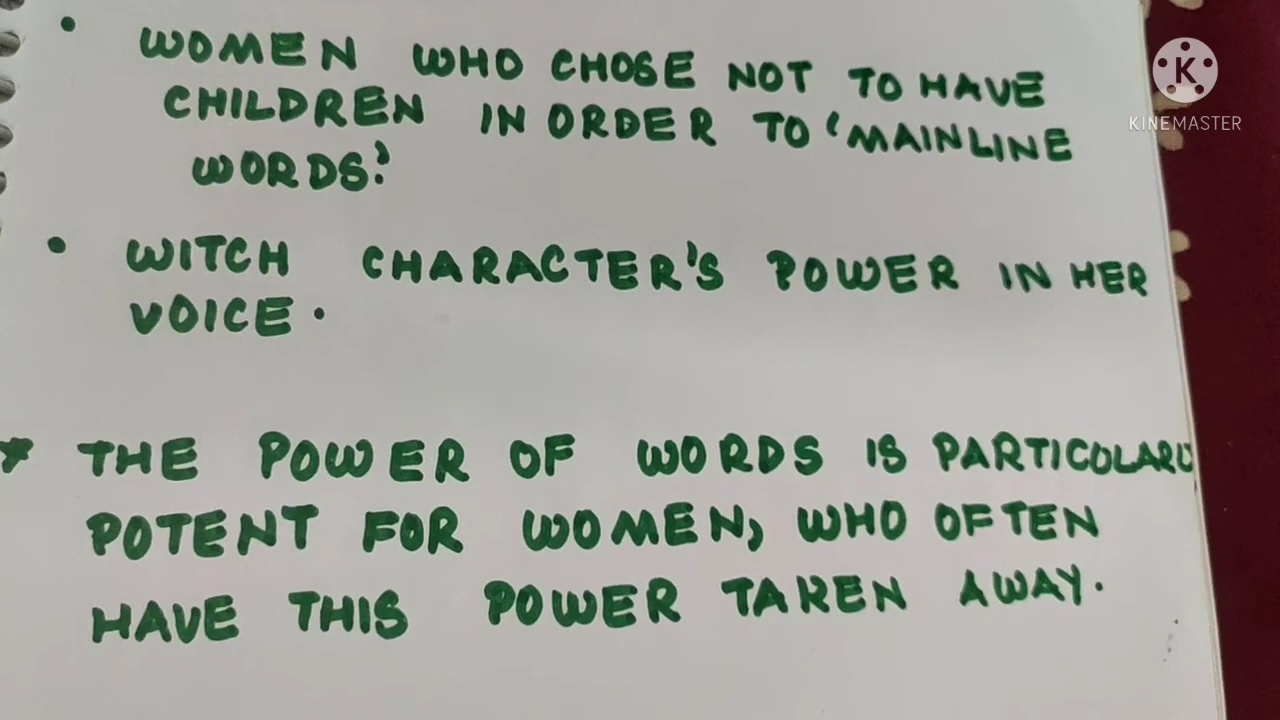 • WOMEN WHO CHOSE NOT TO HAVE
CHILDREN IN ORDER TO 'MAINLINE
WORDS.'
• WITCH CHARACTER'S POWER IN HER
VOICE.
* THE POWER OF WORDS IS PARTICOLARL
POTENT FOR WOMEN, WHO OFTEN
HAVE THIS POWER TAKEN AWAY.
K
KINEMASTER